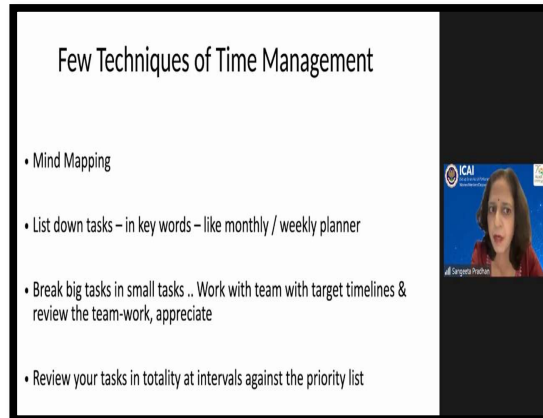 Few Techniques of Time Management
• Mind Mapping
• List down tasks – in key words – like monthly / weekly planner
• Break big tasks in small tasks .. Work with team with target timelines &
review the team-work, appreciate
• Review your tasks in totality at intervals against the priority list
ICAI
Sangeeta Pradhan